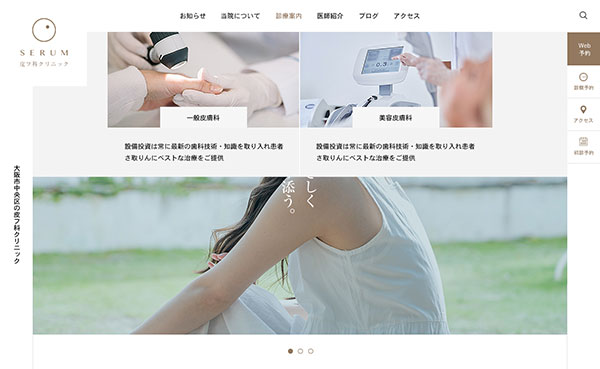 お知らせ 当院について 診療案内 医師紹介 ブログ アクセス
SERUM
皮フ科クリニック
Web
予約
診療予約
アクセス
初診予約
一般皮膚科
美容皮膚科
設備投資は常に最新の歯科技術・知識を取り入れ患者
さ取りんにベストな治療をご提供
設備投資は常に最新の歯科技術・知識を取り入れ患者
さ取りんにベストな治療をご提供
しく
添う。
大阪市中央区の皮フ科クリニック